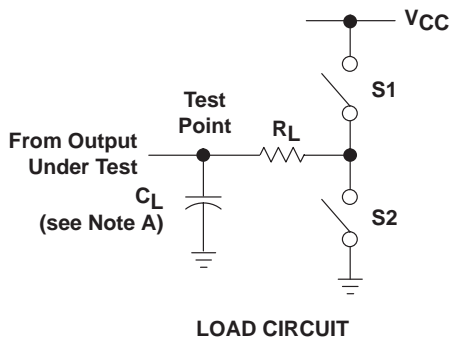 VCC
S1
Test
Point
RL
From Output
Under Test
CL
(see Note A)
S2
LOAD CIRCUIT